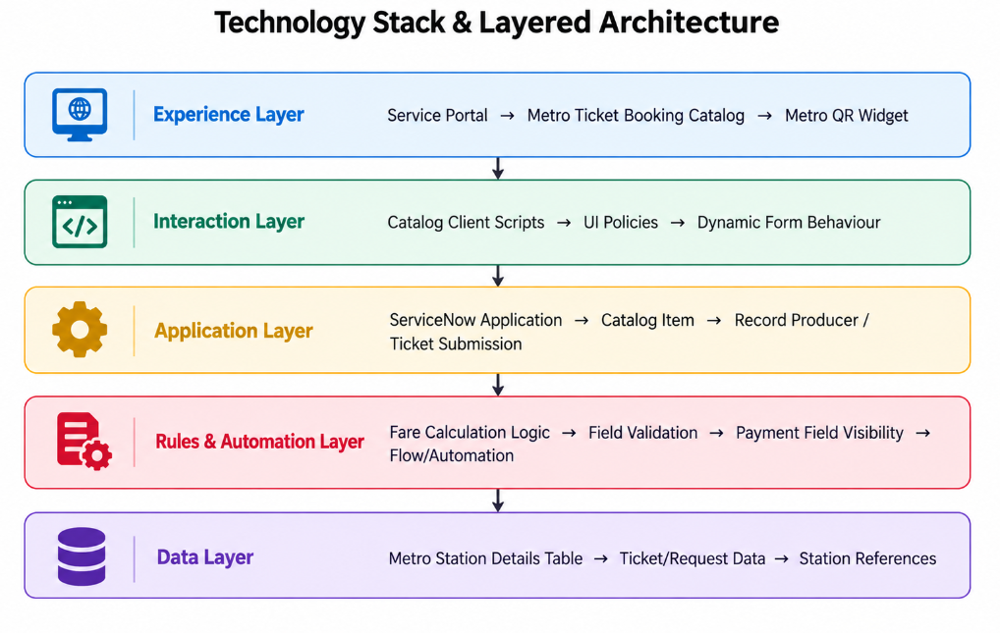 Technology Stack & Layered Architecture
Experience Layer
Service Portal → Metro Ticket Booking Catalog → Metro QR Widget
Interaction Layer
Catalog Client Scripts → UI Policies → Dynamic Form Behaviour
Application Layer
ServiceNow Application → Catalog Item → Record Producer /
Ticket Submission
Rules & Automation Layer
Fare Calculation Logic → Field Validation → Payment Field Visibility →
Flow/Automation
Data Layer
Metro Station Details Table → Ticket/Request Data → Station References